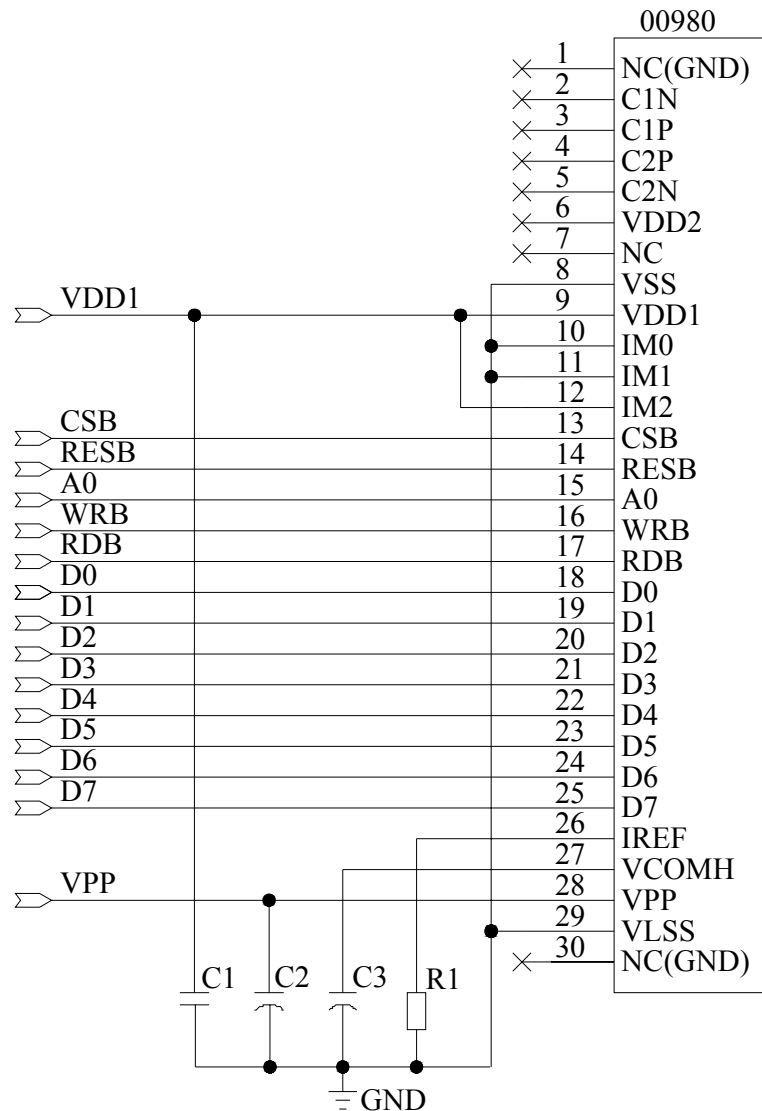 00980
1 NC(GND)
2 C1N
3 C1P
4 C2P
5 C2N
6 VDD2
7 NC
8 VSS
VDD1 9 VDD1
10 IM0
11 IM1
12 IM2
CSB 13 CSB
RESB 14 RESB
A0 15 A0
WRB 16 WRB
RDB 17 RDB
D0 18 D0
D1 19 D1
D2 20 D2
D3 21 D3
D4 22 D4
D5 23 D5
D6 24 D6
D7 25 D7
26 IREF
27 VCOMH
VPP 28 VPP
29 VLSS
30 NC(GND)
C1 C2 C3 R1
GND